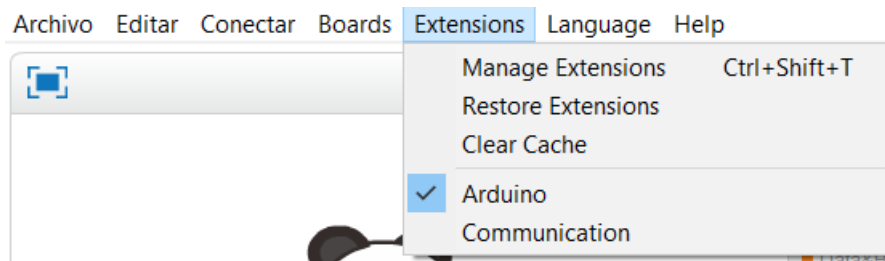 Archivo Editar Conectar Boards Extensions Language Help
Manage Extensions Ctrl+Shift+T
Restore Extensions
Clear Cache
Arduino
Communication